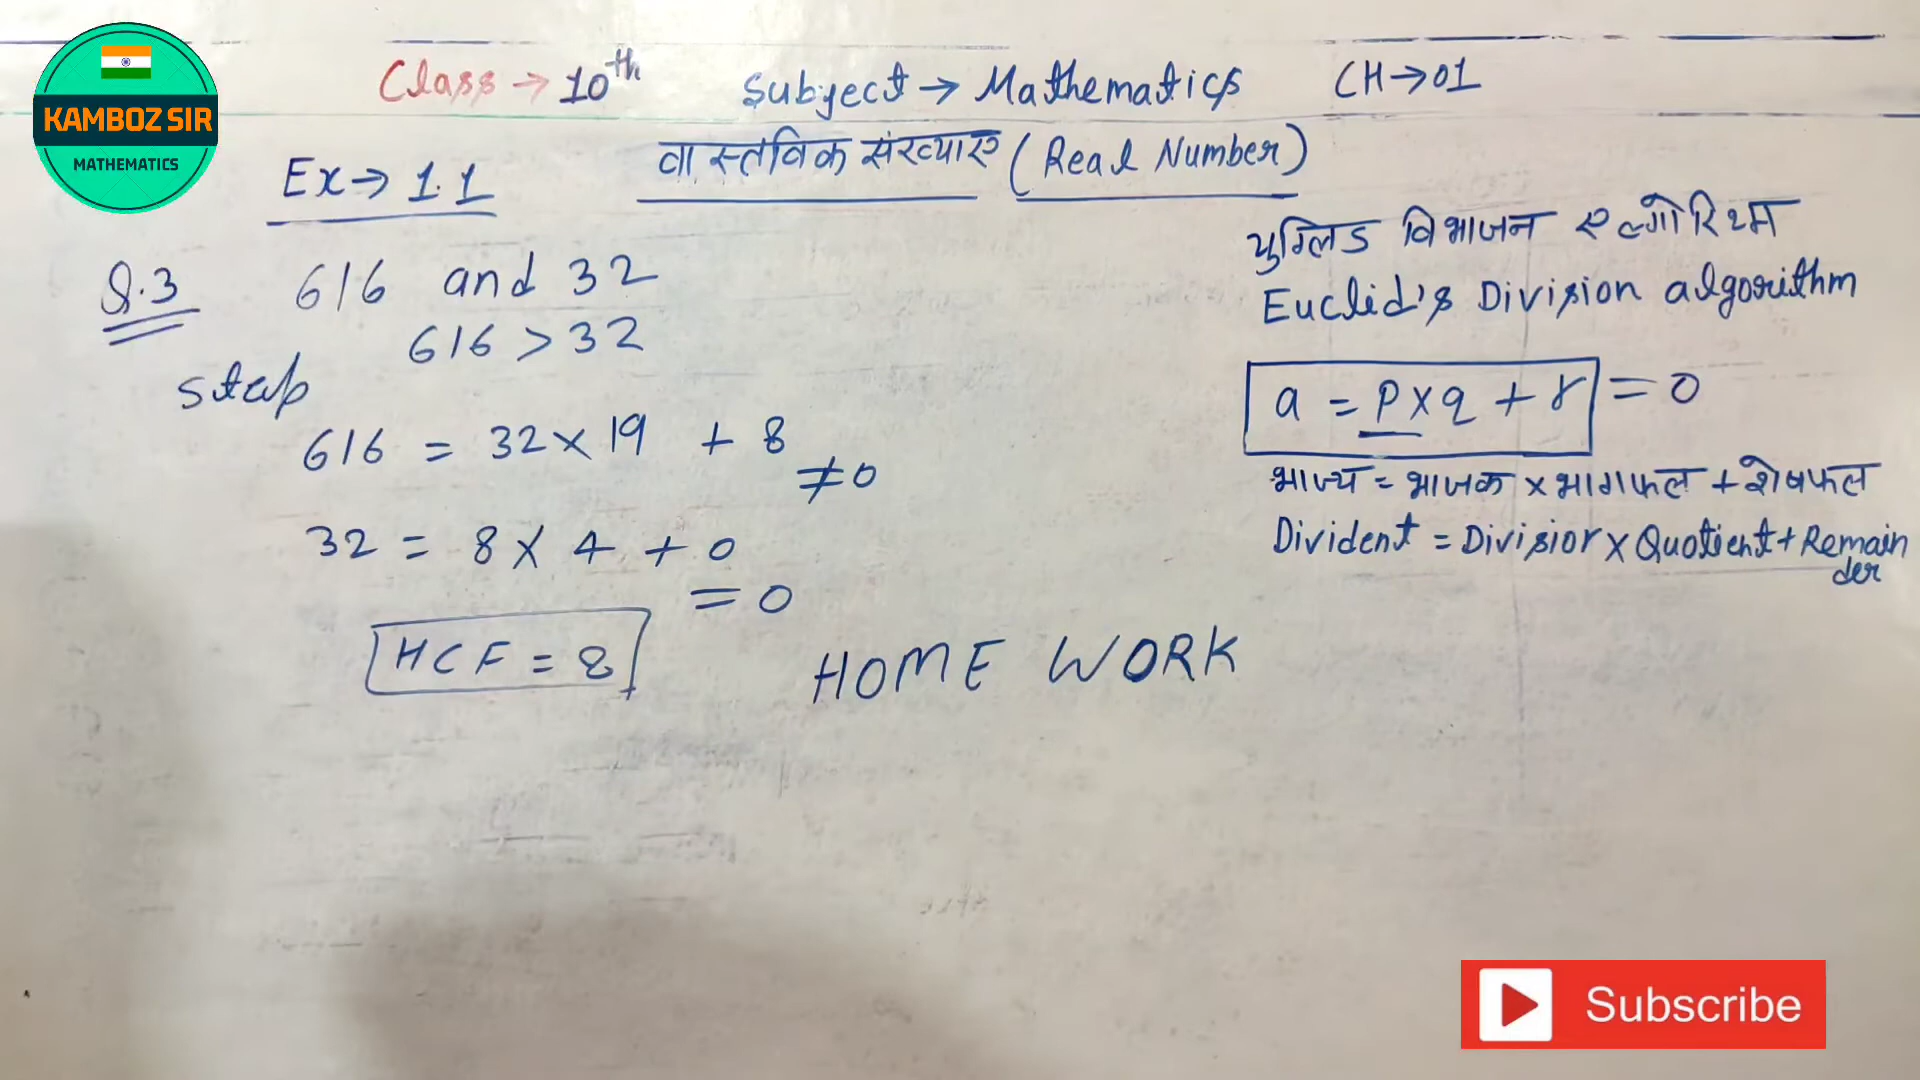 KAMBOZ SIR
MATHEMATICS
Class → 10th Subject → Mathematics CH→01
Ex→ 1.1 वास्तविक संख्याए (Real Number)
युग्लिड विभाजन एल्गोरिथम
Euclid's Division algorithm
Q.3 616 and 32
616 > 32
Step
a = p×q + r = 0
616 = 32×19 + 8
≠0
भाज्य = भाजक × भागफल + शेषफल
Divident = Divisior × Quotient + Remain
der
32 = 8 × 4 + 0
= 0
HCF = 8
HOME WORK
Subscribe